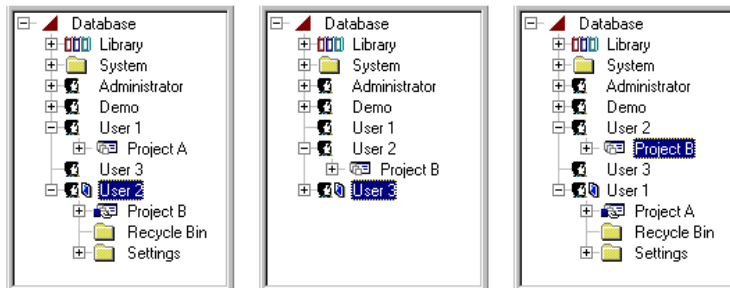 Database
Library
System
Administrator
Demo
User 1
Project A
User 3
User 2
Project B
Recycle Bin
Settings
Database
Library
System
Administrator
Demo
User 1
User 2
Project B
User 3
Database
Library
System
Administrator
Demo
User 2
Project B
User 3
User 1
Project A
Recycle Bin
Settings